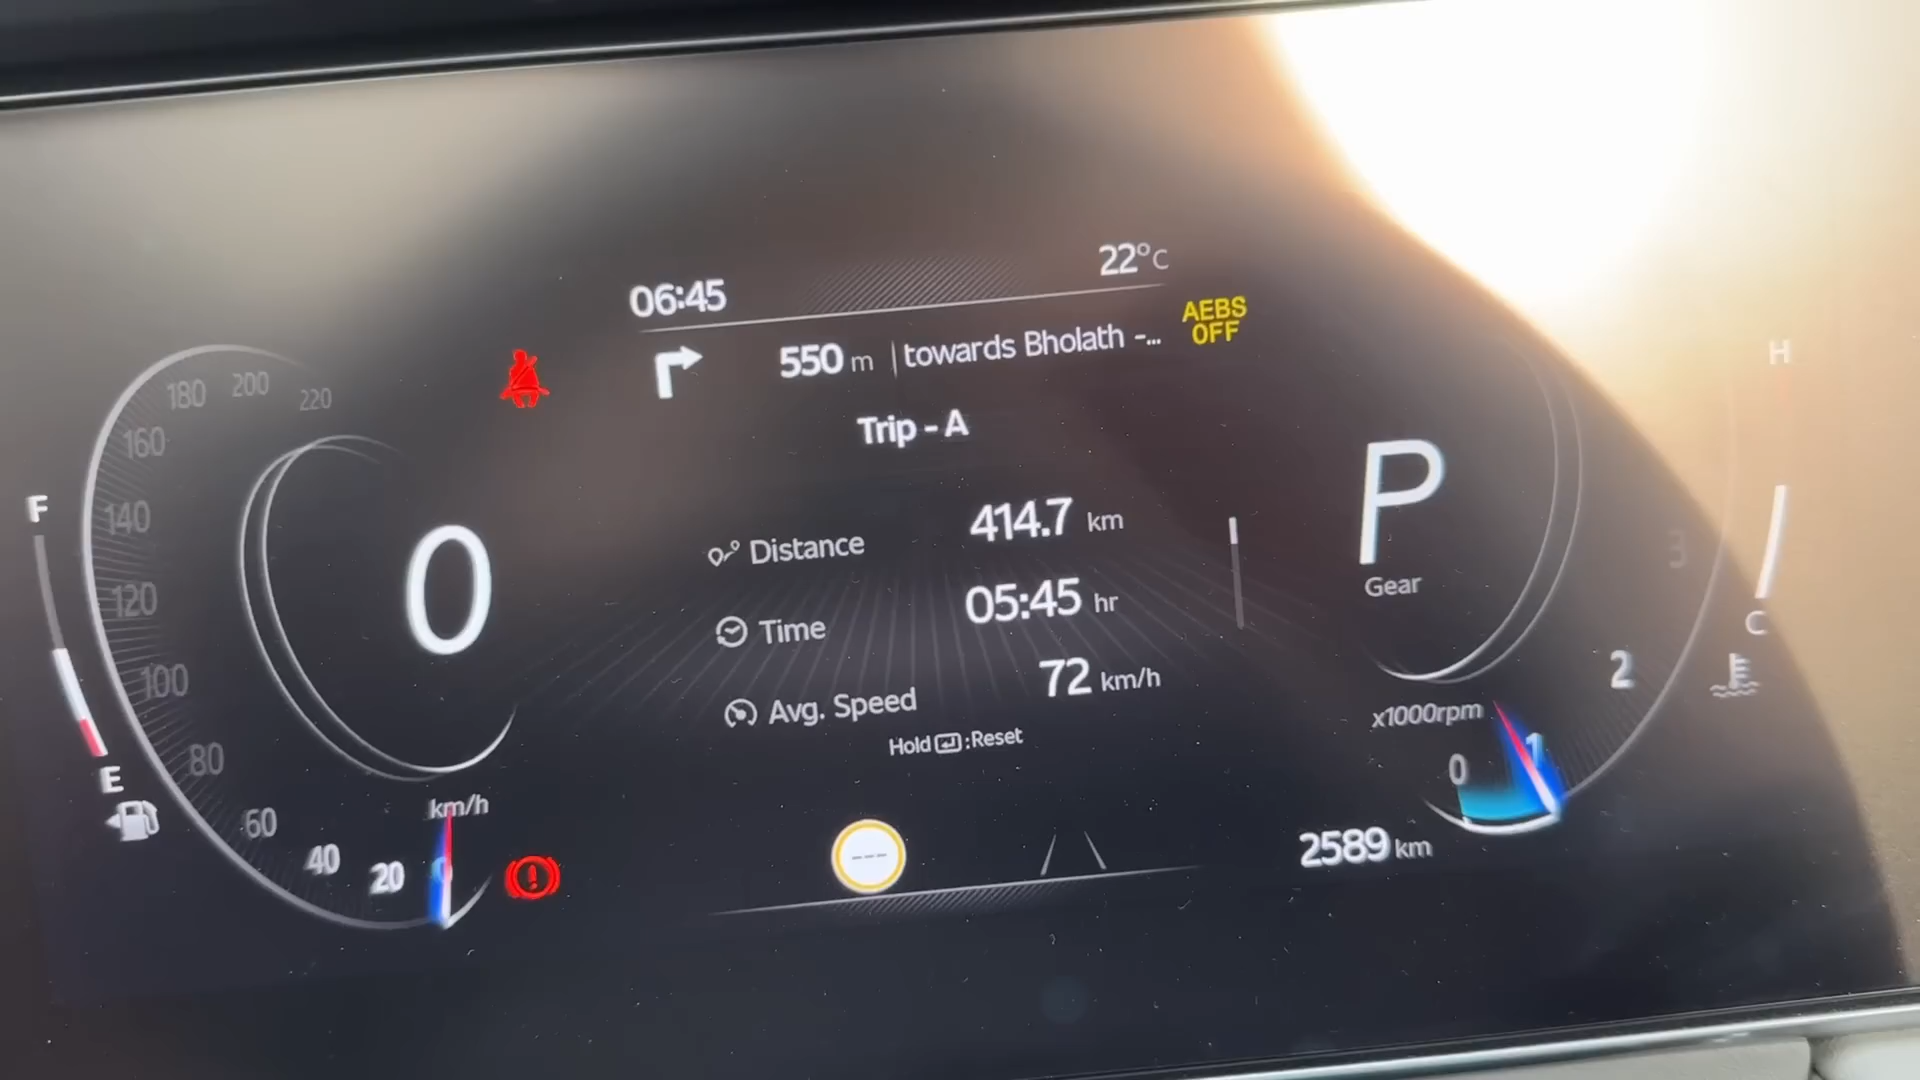 06:45
22°C
550 m | towards Bholath -...
AEBS
OFF
Trip - A
Distance 414.7 km
Time 05:45 hr
Avg. Speed 72 km/h
Hold :Reset
F
E
220
200
180
160
140
120
100
80
60
40
20
0
km/h
0
P
Gear
x1000rpm
0
1
2
3
H
C
---
2589 km